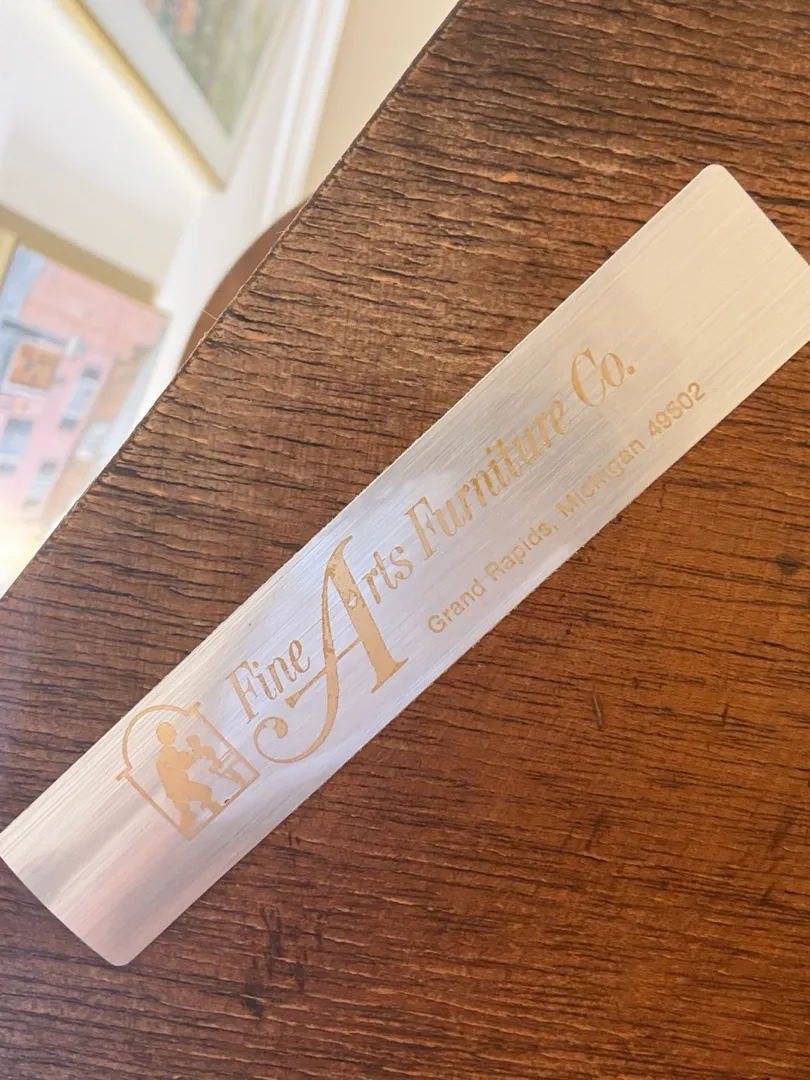 Fine Arts Furniture Co.
Grand Rapids, Michigan 49502